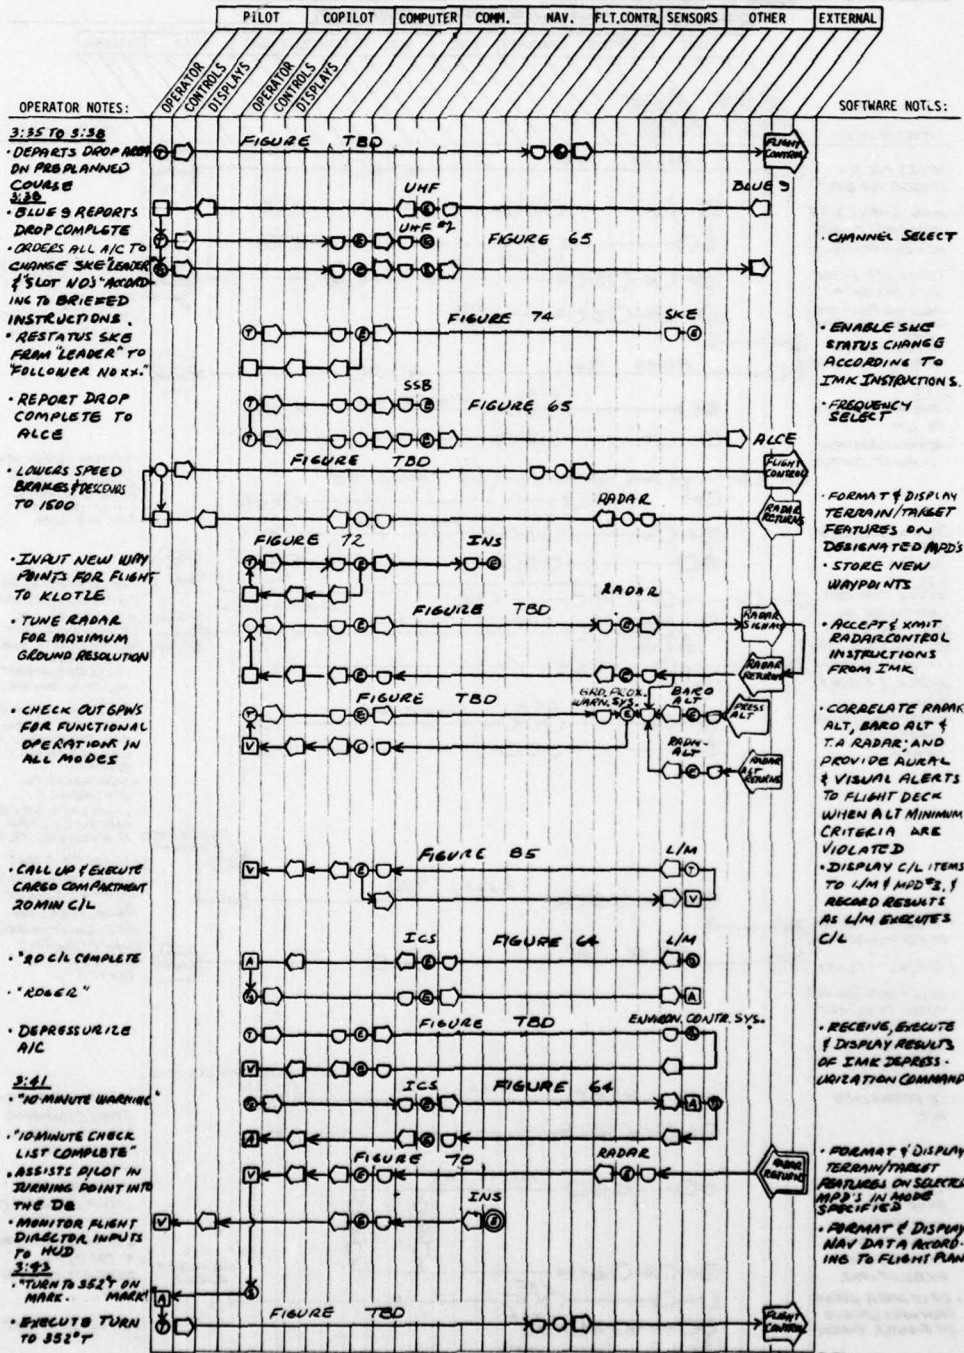 PILOT COPILOT COMPUTER COMM. NAV. FLT.CONTR. SENSORS OTHER EXTERNAL
OPERATOR CONTROLS DISPLAYS OPERATOR CONTROLS DISPLAYS
OPERATOR NOTES: SOFTWARE NOTES:
3:35 TO 3:38
• DEPARTS DROP AREA
ON PREPLANNED
COURSE
FIGURE TBD
FLIGHT
CONTROL
3:38
• BLUE 9 REPORTS
DROP COMPLETE
UHF
BLUE 9
• ORDERS ALL A/C TO
CHANGE SKE "LEADER
& "SLOT NO'S" ACCORD-
ING TO BRIEFED
INSTRUCTIONS.
UHF #2
FIGURE 65
• CHANNEL SELECT
• RESTATUS SKE
FROM "LEADER" TO
"FOLLOWER NO XX."
FIGURE 74
SKE
• ENABLE SKE
STATUS CHANGE
ACCORDING TO
IMK INSTRUCTIONS.
• REPORT DROP
COMPLETE TO
ALCE
SSB
FIGURE 65
ALCE
• FREQUENCY
SELECT
• LOWERS SPEED
BRAKES & DESCENDS
TO 1500
FIGURE TBD
FLIGHT
CONTROL
RADAR
RADAR
RETURNS
• FORMAT & DISPLAY
TERRAIN/TARGET
FEATURES ON
DESIGNATED MPD'S
• INPUT NEW WAY
POINTS FOR FLIGHT
TO KLOTZE
FIGURE 72
INS
• STORE NEW
WAYPOINTS
• TUNE RADAR
FOR MAXIMUM
GROUND RESOLUTION
FIGURE TBD
RADAR
RADAR
SIGNALS
RADAR
RETURNS
• ACCEPT & XMIT
RADAR CONTROL
INSTRUCTIONS
FROM IMK
• CHECK OUT GPWS
FOR FUNCTIONAL
OPERATIONS IN
ALL MODES
FIGURE TBD
GRD. PROX.
WARN. SYS.
BARO
ALT
PRESS
ALT
RADR-
ALT
RADAR
ALT
RETURNS
• CORRELATE RADAR
ALT, BARO ALT &
T.A RADAR; AND
PROVIDE AURAL
& VISUAL ALERTS
TO FLIGHT DECK
WHEN ALT MINIMUM
CRITERIA ARE
VIOLATED
• CALL UP & EXECUTE
CARGO COMPARTMENT
20MIN C/L
FIGURE 85
L/M
• DISPLAY C/L ITEMS
TO L/M & MPD #3, &
RECORD RESULTS
AS L/M EXECUTES
C/L
• "20 C/L COMPLETE
ICS
FIGURE 64
L/M
• "ROGER"
• DEPRESSURIZE
A/C
FIGURE TBD
ENVIRON. CONTR. SYS.
• RECEIVE, EXECUTE
& DISPLAY RESULTS
OF IMK DEPRESS-
URIZATION COMMAND
3:41
• "10-MINUTE WARNING"
ICS
FIGURE 64
• "10-MINUTE CHECK
LIST COMPLETE"
• ASSISTS PILOT IN
TURNING POINT INTO
THE DB
FIGURE 70
RADAR
RADAR
RETURNS
• FORMAT & DISPLAY
TERRAIN/TARGET
FEATURES ON SELECTED
MPD'S IN MODE
SPECIFIED
• MONITOR FLIGHT
DIRECTOR INPUTS
TO HUD
INS
• FORMAT & DISPLAY
NAV DATA ACCORD-
ING TO FLIGHT PLAN
3:43
• "TURN TO 352°T ON
MARK. MARK"
• EXECUTE TURN
TO 352°T
FIGURE TBD
FLIGHT
CONTROL